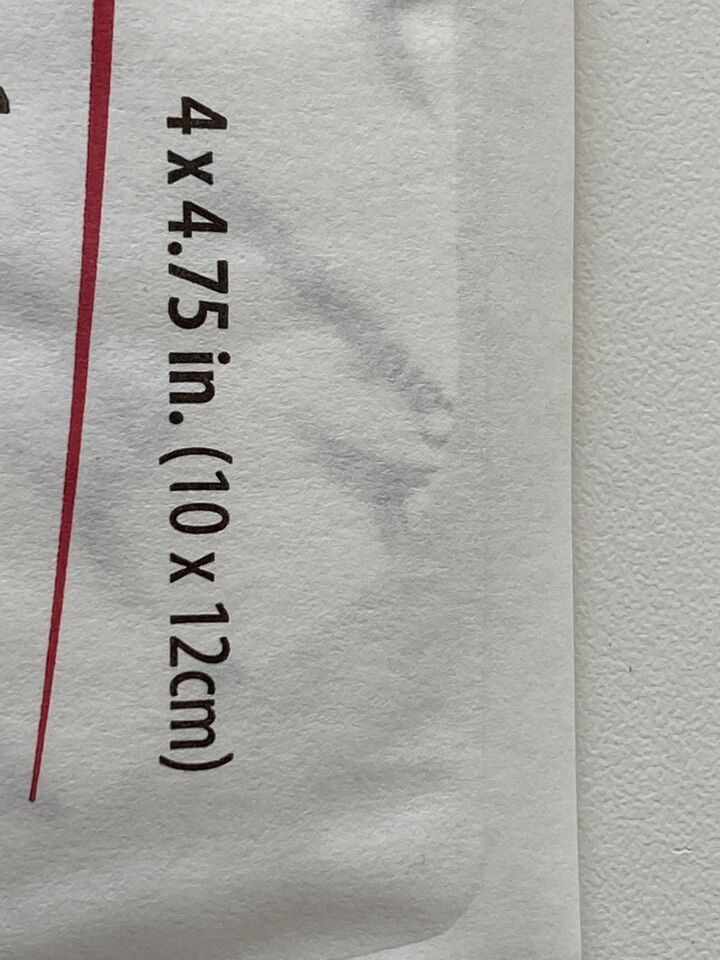 4 x 4.75 in. (10 x 12cm)